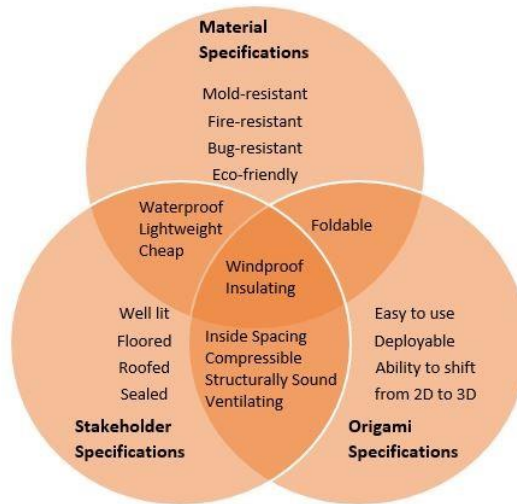 Material
Specifications
Mold-resistant
Fire-resistant
Bug-resistant
Eco-friendly
Waterproof
Lightweight
Cheap
Foldable
Windproof
Insulating
Well lit
Floored
Roofed
Sealed
Inside Spacing
Compressible
Structurally Sound
Ventilating
Easy to use
Deployable
Ability to shift
from 2D to 3D
Stakeholder
Specifications
Origami
Specifications